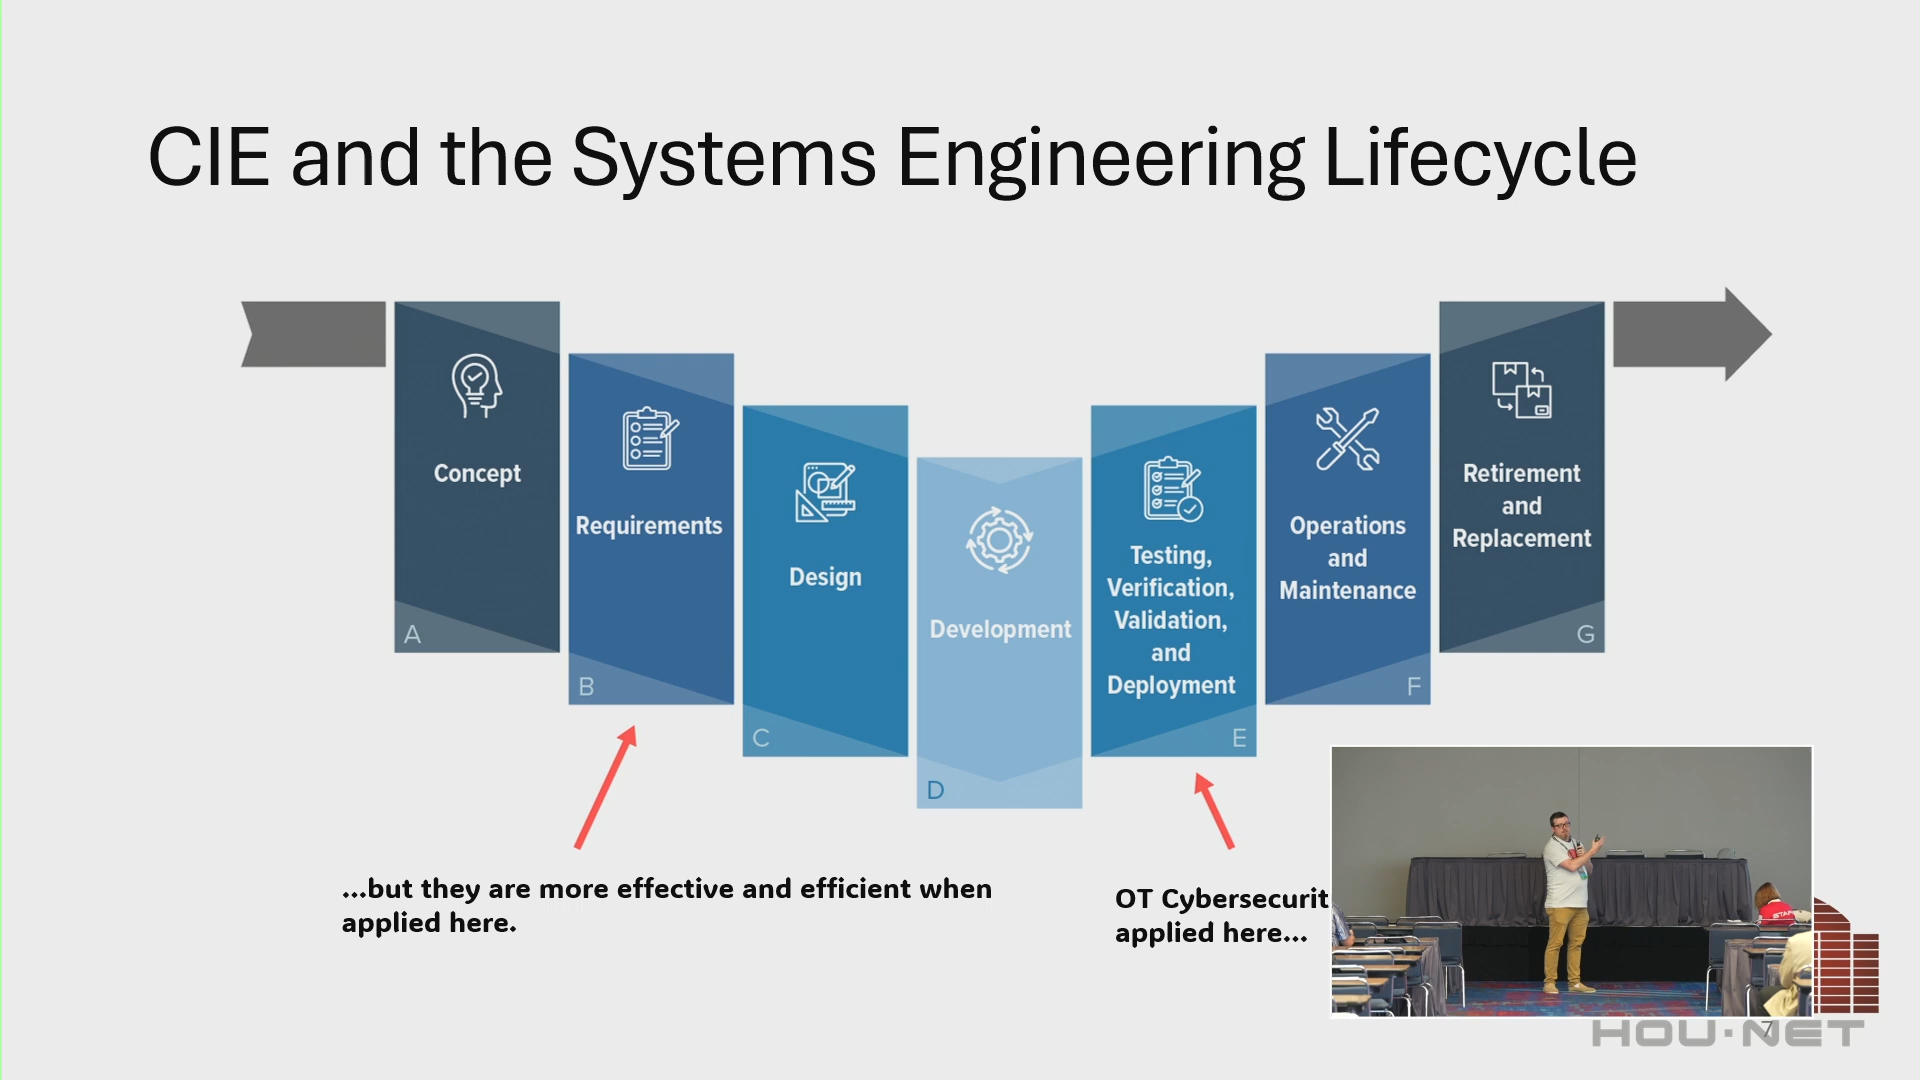 CIE and the Systems Engineering Lifecycle
Concept
A
Requirements
B
Design
C
Development
D
Testing,
Verification,
Validation,
and
Deployment
E
Operations
and
Maintenance
F
Retirement
and
Replacement
G
...but they are more effective and efficient when
applied here.
OT Cybersecurit
applied here...
7
HOU·NET